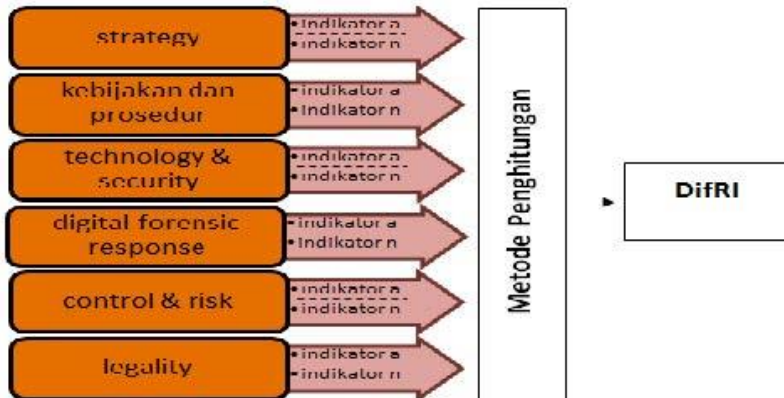 strategy
• indikator a
• indikator n
kebijakan dan
prosedur
• indikator a
• indikator n
technology &
security
• indikator a
• indikator n
digital forensic
response
• indikator a
• indikator n
control & risk
• indikator a
• indikator n
legality
• indikator a
• indikator n
Metode Penghitungan
DifRI